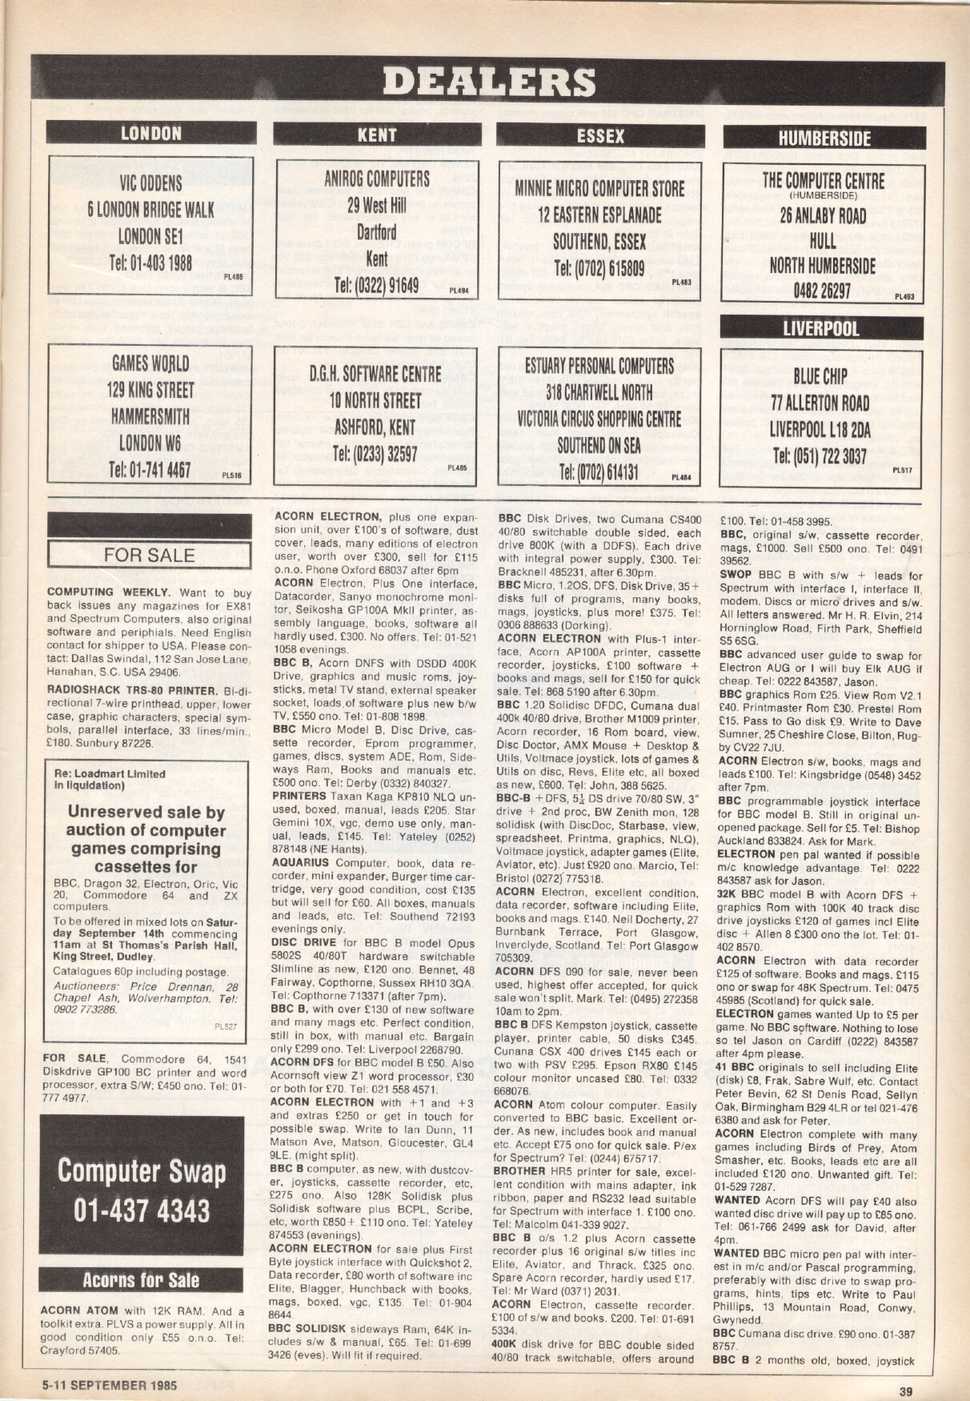 DEALERS
LONDON
VIC ODDENS
6 LONDON BRIDGE WALK
LONDON SE1
Tel: 01-403 1988
PL486
GAMES WORLD
129 KING STREET
HAMMERSMITH
LONDON W6
Tel: 01-741 4467
PL516
KENT
ANIROG COMPUTERS
29 West Hill
Dartford
Kent
Tel: (0322) 91649
PL494
D.G.H. SOFTWARE CENTRE
10 NORTH STREET
ASHFORD, KENT
Tel: (0233) 32597
PL485
ESSEX
MINNIE MICRO COMPUTER STORE
12 EASTERN ESPLANADE
SOUTHEND, ESSEX
Tel: (0702) 615809
PL483
ESTUARY PERSONAL COMPUTERS
318 CHARTWELL NORTH
VICTORIA CIRCUS SHOPPING CENTRE
SOUTHEND ON SEA
Tel: (0702) 614131
PL484
HUMBERSIDE
THE COMPUTER CENTRE
(HUMBERSIDE)
26 ANLABY ROAD
HULL
NORTH HUMBERSIDE
0482 26297
PL493
LIVERPOOL
BLUE CHIP
77 ALLERTON ROAD
LIVERPOOL L18 2DA
Tel: (051) 722 3037
PL517
FOR SALE
COMPUTING WEEKLY. Want to buy
back issues any magazines for EX81
and Spectrum Computers, also original
software and periphials. Need English
contact for shipper to USA. Please con-
tact: Dallas Swindal, 112 San Jose Lane,
Hanahan, S.C. USA 29406.
RADIOSHACK TRS-80 PRINTER. Bi-di-
rectional 7-wire printhead, upper, lower
case, graphic characters, special sym-
bols, parallel interface, 33 lines/min.,
£180. Sunbury 87226.
Re: Loadmart Limited
in liquidation)
Unreserved sale by
auction of computer
games comprising
cassettes for
BBC, Dragon 32, Electron, Oric, Vic
20, Commodore 64 and ZX
computers.
To be offered in mixed lots on Satur-
day September 14th commencing
11am at St Thomas's Parish Hall,
King Street, Dudley.
Catalogues 60p including postage.
Auctioneers: Price Drennan, 28
Chapel Ash, Wolverhampton. Tel:
0902 773286.
PL527
FOR SALE, Commodore 64, 1541
Diskdrive GP100 BC printer and word
processor, extra S/W; £450 ono. Tel: 01-
777 4977.
Computer Swap
01-437 4343
Acorns for Sale
ACORN ATOM with 12K RAM. And a
toolkit extra. PLVS a power supply. All in
good condition only £55 o.n.o. Tel:
Crayford 57405.
ACORN ELECTRON, plus one expan-
sion unit, over £100's of software, dust
cover, leads, many editions of electron
user, worth over £300, sell for £115
o.n.o. Phone Oxford 68037 after 6pm
ACORN Electron, Plus One interface,
Datacorder, Sanyo monochrome moni-
tor, Seikosha GP100A MkII printer, as-
sembly language, books, software all
hardly used. £300. No offers. Tel: 01-521
1058 evenings.
BBC B, Acorn DNFS with DSDD 400K
Drive, graphics and music roms, joy-
sticks, metal TV stand, external speaker
socket, loads of software plus new b/w
TV, £550 ono. Tel: 01-808 1898.
BBC Micro Model B, Disc Drive, cas-
sette recorder, Eprom programmer,
games, discs, system ADE, Rom, Side-
ways Ram, Books and manuals etc.
£500 ono. Tel: Derby (0332) 840327.
PRINTERS Taxan Kaga KP810 NLQ un-
used, boxed, manual, leads £205. Star
Gemini 10X, vgc, demo use only, man-
ual, leads, £145. Tel: Yateley (0252)
878148 (NE Hants).
AQUARIUS Computer, book, data re-
corder, mini expander, Burger time car-
tridge, very good condition, cost £135
but will sell for £60. All boxes, manuals
and leads, etc. Tel: Southend 72193
evenings only.
DISC DRIVE for BBC B model Opus
5802S 40/80T hardware switchable
Slimline as new, £120 ono. Bennet, 48
Fairway, Copthorne, Sussex RH10 3QA.
Tel: Copthorne 713371 (after 7pm).
BBC B, with over £130 of new software
and many mags etc. Perfect condition,
still in box, with manual etc. Bargain
only £299 ono. Tel: Liverpool 2268790.
ACORN DFS for BBC model B £50. Also
Acornsoft view Z1 word processor, £30
or both for £70. Tel: 021 558 4571.
ACORN ELECTRON with +1 and +3
and extras £250 or get in touch for
possible swap. Write to Ian Dunn, 11
Matson Ave, Matson, Gloucester, GL4
9LE. (might split).
BBC B computer, as new, with dustcov-
er, joysticks, cassette recorder, etc,
£275 ono. Also 128K Solidisk plus
Solidisk software plus BCPL, Scribe,
etc, worth £850+ £110 ono. Tel: Yateley
874553 (evenings).
ACORN ELECTRON for sale plus First
Byte joystick interface with Quickshot 2,
Data recorder, £80 worth of software inc
Elite, Blagger, Hunchback with books,
mags, boxed, vgc, £135. Tel: 01-904
8644
BBC SOLIDISK sideways Ram, 64K in-
cludes s/w & manual, £65. Tel: 01-699
3426 (eves). Will fit if required.
BBC Disk Drives, two Cumana CS400
40/80 switchable double sided, each
drive 800K (with a DDFS). Each drive
with integral power supply, £300. Tel:
Bracknell 485231, after 6.30pm.
BBC Micro, 1.2OS, DFS, Disk Drive, 35+
disks full of programs, many books,
mags, joysticks, plus more! £375. Tel:
0306 888633 (Dorking).
ACORN ELECTRON with Plus-1 inter-
face, Acorn AP100A printer, cassette
recorder, joysticks, £100 software +
books and mags, sell for £150 for quick
sale. Tel: 868 5190 after 6.30pm.
BBC 1.20 Solidisc DFDC, Cumana dual
400k 40/80 drive, Brother M1009 printer,
Acorn recorder, 16 Rom board, view,
Disc Doctor, AMX Mouse + Desktop &
Utils, Voltmace joystick, lots of games &
Utils on disc, Revs, Elite etc, all boxed
as new, £600. Tel: John, 388 5625.
BBC-B + DFS, 5¼ DS drive 70/80 SW, 3"
drive + 2nd proc, BW Zenith mon, 128
solidisk (with DiscDoc, Starbase, view,
spreadsheet, Printma, graphics, NLQ),
Voltmace joystick, adapter games (Elite,
Aviator, etc). Just £920 ono. Marcio, Tel:
Bristol (0272) 775318.
ACORN Electron, excellent condition,
data recorder, software including Elite,
books and mags. £140. Neil Docherty, 27
Burnbank Terrace, Port Glasgow,
Inverclyde, Scotland. Tel: Port Glasgow
705309.
ACORN DFS 090 for sale, never been
used, highest offer accepted, for quick
sale won't split. Mark. Tel: (0495) 272358
10am to 2pm.
BBC B DFS Kempston joystick, cassette
player, printer cable, 50 disks £345.
Cunana CSX 400 drives £145 each or
two with PSV £295. Epson RX80 £145
colour monitor uncased £80. Tel: 0332
668076.
ACORN Atom colour computer. Easily
converted to BBC basic. Excellent or-
der. As new, includes book and manual
etc. Accept £75 ono for quick sale. P/ex
for Spectrum? Tel: (0244) 675717.
BROTHER HR5 printer for sale, excel-
lent condition with mains adapter, ink
ribbon, paper and RS232 lead suitable
for Spectrum with interface 1. £100 ono.
Tel: Malcolm 041-339 9027.
BBC B o/s 1.2 plus Acorn cassette
recorder plus 16 original s/w titles inc
Elite, Aviator, and Thrack. £325 ono.
Spare Acorn recorder, hardly used £17.
Tel: Mr Ward (0371) 2031.
ACORN Electron, cassette recorder.
£100 of s/w and books. £200. Tel: 01-691
5334.
400K disk drive for BBC double sided
40/80 track switchable, offers around
£100. Tel: 01-458 3995.
BBC, original s/w, cassette recorder,
mags, £1000. Sell £500 ono. Tel: 0491
39562.
SWOP BBC B with s/w + leads for
Spectrum with interface I, interface II,
modem. Discs or micro drives and s/w.
All letters answered. Mr H. R. Elvin, 214
Horninglow Road, Firth Park, Sheffield
S5 6SG.
BBC advanced user guide to swap for
Electron AUG or I will buy Elk AUG if
cheap. Tel: 0222 843587, Jason.
BBC graphics Rom £25. View Rom V2.1
£40. Printmaster Rom £30. Prestel Rom
£15. Pass to Go disk £9. Write to Dave
Sumner, 25 Cheshire Close, Bilton, Rug-
by CV22 7JU.
ACORN Electron s/w, books, mags and
leads £100. Tel: Kingsbridge (0548) 3452
after 7pm.
BBC programmable joystick interface
for BBC model B. Still in original un-
opened package. Sell for £5. Tel: Bishop
Auckland 833824. Ask for Mark.
ELECTRON pen pal wanted if possible
m/c knowledge advantage. Tel: 0222
843587 ask for Jason.
32K BBC model B with Acorn DFS +
graphics Rom with 100K 40 track disc
drive joysticks £120 of games incl Elite
disc + Allen 8 £300 ono the lot. Tel: 01-
402 8570.
ACORN Electron with data recorder
£125 of software. Books and mags. £115
ono or swap for 48K Spectrum. Tel: 0475
45985 (Scotland) for quick sale.
ELECTRON games wanted Up to £5 per
game. No BBC software. Nothing to lose
so tel Jason on Cardiff (0222) 843587
after 4pm please.
41 BBC originals to sell including Elite
(disk) £8, Frak, Sabre Wulf, etc. Contact
Peter Bevin, 62 St Denis Road, Sellyn
Oak, Birmingham B29 4LR or tel 021-476
6380 and ask for Peter.
ACORN Electron complete with many
games including Birds of Prey, Atom
Smasher, etc. Books, leads etc are all
included £120 ono. Unwanted gift. Tel:
01-529 7287.
WANTED Acorn DFS will pay £40 also
wanted disc drive will pay up to £85 ono.
Tel: 061-766 2499 ask for David, after
4pm.
WANTED BBC micro pen pal with inter-
est in m/c and/or Pascal programming,
preferably with disc drive to swap pro-
grams, hints, tips etc. Write to Paul
Phillips, 13 Mountain Road, Conwy,
Gwynedd.
BBC Cumana disc drive. £90 ono. 01-387
8757.
BBC B 2 months old, boxed, joystick
5-11 SEPTEMBER 1985
39